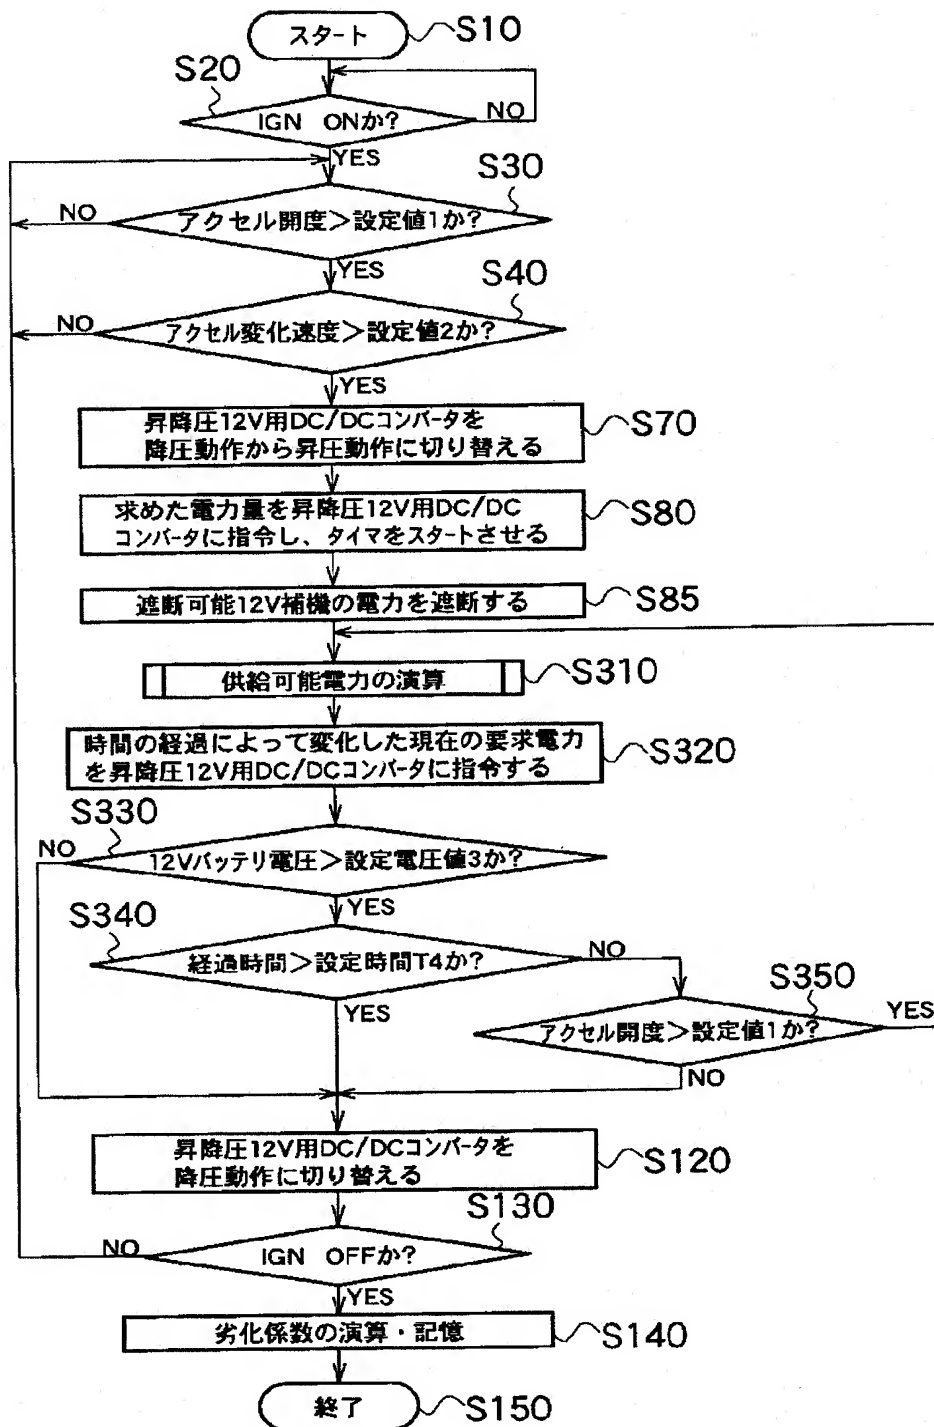 スタート
S10
S20
IGN ONか?
NO
YES
S30
NO
アクセル開度>設定値1か?
YES
S40
NO
アクセル変化速度>設定値2か?
YES
昇降圧12V用DC/DCコンバータを
降圧動作から昇圧動作に切り替える
S70
求めた電力量を昇降圧12V用DC/DC
コンバータに指令し、タイマをスタートさせる
S80
遮断可能12V補機の電力を遮断する
S85
供給可能電力の演算
S310
時間の経過によって変化した現在の要求電力
を昇降圧12V用DC/DCコンバータに指令する
S320
S330
NO
12Vバッテリ電圧>設定電圧値3か?
YES
S340
経過時間>設定時間T4か?
NO
YES
S350
アクセル開度>設定値1か?
YES
NO
昇降圧12V用DC/DCコンバータを
降圧動作に切り替える
S120
S130
NO
IGN OFFか?
YES
劣化係数の演算・記憶
S140
終了
S150